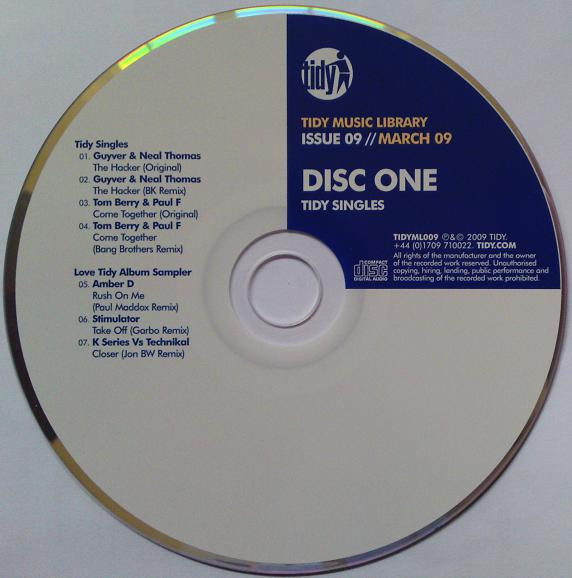 tidy
TIDY MUSIC LIBRARY
ISSUE 09 // MARCH 09
DISC ONE
TIDY SINGLES
TIDYML009 ℗&© 2009 TIDY.
+44 (0)1709 710022. TIDY.COM
All rights of the manufacturer and the owner
of the recorded work reserved. Unauthorised
copying, hiring, lending, public performance and
broadcasting of the recorded work prohibited.
COMPACT
disc
DIGITAL AUDIO
Tidy Singles
01. Guyver & Neal Thomas
The Hacker (Original)
02. Guyver & Neal Thomas
The Hacker (BK Remix)
03. Tom Berry & Paul F
Come Together (Original)
04. Tom Berry & Paul F
Come Together
(Bang Brothers Remix)
Love Tidy Album Sampler
05. Amber D
Rush On Me
(Paul Maddox Remix)
06. Stimulator
Take Off (Garbo Remix)
07. K Series Vs Technikal
Closer (Jon BW Remix)